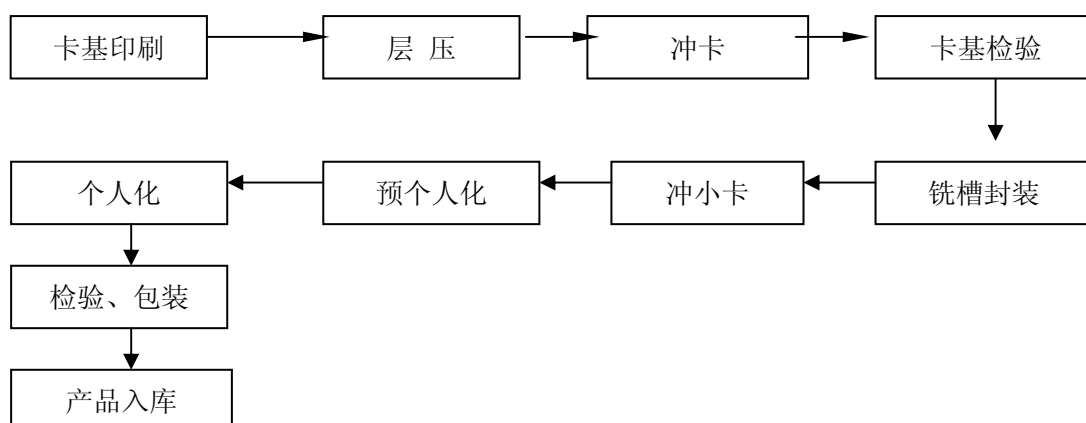 卡基印刷
层 压
冲卡
卡基检验
个人化
预个人化
冲小卡
铣槽封装
检验、包装
产品入库